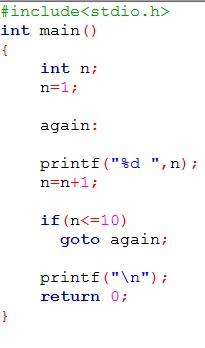 #include<stdio.h>
int main()
{
int n;
n=1;
again:
printf("%d ",n);
n=n+1;
if(n<=10)
goto again;
printf("\n");
return 0;
}